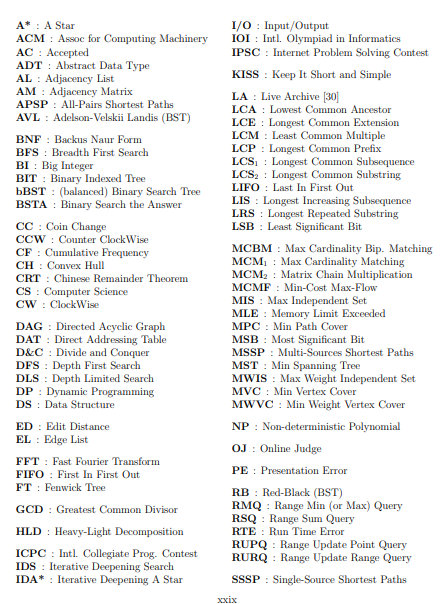 A* : A Star
ACM : Assoc for Computing Machinery
AC : Accepted
ADT : Abstract Data Type
AL : Adjacency List
AM : Adjacency Matrix
APSP : All-Pairs Shortest Paths
AVL : Adelson-Velskii Landis (BST)
BNF : Backus Naur Form
BFS : Breadth First Search
BI : Big Integer
BIT : Binary Indexed Tree
bBST : (balanced) Binary Search Tree
BSTA : Binary Search the Answer
CC : Coin Change
CCW : Counter ClockWise
CF : Cumulative Frequency
CH : Convex Hull
CRT : Chinese Remainder Theorem
CS : Computer Science
CW : ClockWise
DAG : Directed Acyclic Graph
DAT : Direct Addressing Table
D&C : Divide and Conquer
DFS : Depth First Search
DLS : Depth Limited Search
DP : Dynamic Programming
DS : Data Structure
ED : Edit Distance
EL : Edge List
FFT : Fast Fourier Transform
FIFO : First In First Out
FT : Fenwick Tree
GCD : Greatest Common Divisor
HLD : Heavy-Light Decomposition
ICPC : Intl. Collegiate Prog. Contest
IDS : Iterative Deepening Search
IDA* : Iterative Deepening A Star
I/O : Input/Output
IOI : Intl. Olympiad in Informatics
IPSC : Internet Problem Solving Contest
KISS : Keep It Short and Simple
LA : Live Archive [30]
LCA : Lowest Common Ancestor
LCE : Longest Common Extension
LCM : Least Common Multiple
LCP : Longest Common Prefix
LCS₁ : Longest Common Subsequence
LCS₂ : Longest Common Substring
LIFO : Last In First Out
LIS : Longest Increasing Subsequence
LRS : Longest Repeated Substring
LSB : Least Significant Bit
MCBM : Max Cardinality Bip. Matching
MCM₁ : Max Cardinality Matching
MCM₂ : Matrix Chain Multiplication
MCMF : Min-Cost Max-Flow
MIS : Max Independent Set
MLE : Memory Limit Exceeded
MPC : Min Path Cover
MSB : Most Significant Bit
MSSP : Multi-Sources Shortest Paths
MST : Min Spanning Tree
MWIS : Max Weight Independent Set
MVC : Min Vertex Cover
MWVC : Min Weight Vertex Cover
NP : Non-deterministic Polynomial
OJ : Online Judge
PE : Presentation Error
RB : Red-Black (BST)
RMQ : Range Min (or Max) Query
RSQ : Range Sum Query
RTE : Run Time Error
RUPQ : Range Update Point Query
RURQ : Range Update Range Query
SSSP : Single-Source Shortest Paths
xxix